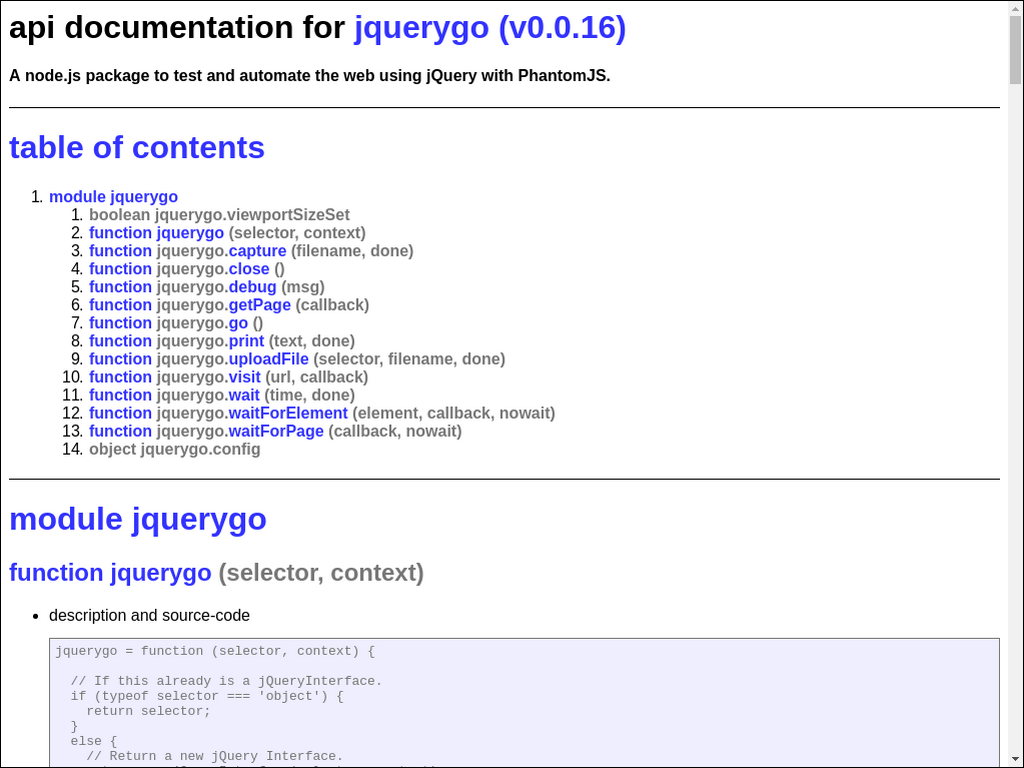 api documentation for jquerygo (v0.0.16)
A node.js package to test and automate the web using jQuery with PhantomJS.
table of contents
1. module jquerygo
1. boolean jquerygo.viewportSizeSet
2. function jquerygo (selector, context)
3. function jquerygo.capture (filename, done)
4. function jquerygo.close ()
5. function jquerygo.debug (msg)
6. function jquerygo.getPage (callback)
7. function jquerygo.go ()
8. function jquerygo.print (text, done)
9. function jquerygo.uploadFile (selector, filename, done)
10. function jquerygo.visit (url, callback)
11. function jquerygo.wait (time, done)
12. function jquerygo.waitForElement (element, callback, nowait)
13. function jquerygo.waitForPage (callback, nowait)
14. object jquerygo.config
module jquerygo
function jquerygo (selector, context)
• description and source-code
jquerygo = function (selector, context) {
// If this already is a jQueryInterface.
if (typeof selector === 'object') {
return selector;
}
else {
// Return a new jQuery Interface.